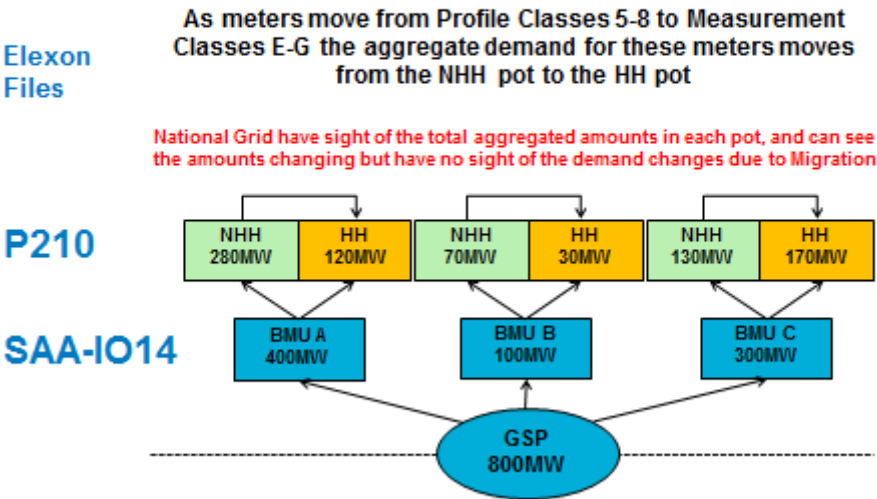 As meters move from Profile Classes 5-8 to Measurement
Classes E-G the aggregate demand for these meters moves
from the NHH pot to the HH pot
Elexon
Files
National Grid have sight of the total aggregated amounts in each pot, and can see
the amounts changing but have no sight of the demand changes due to Migration
P210
NHH
280MW
HH
120MW
NHH
70MW
HH
30MW
NHH
130MW
HH
170MW
SAA-IO14
BMU A
400MW
BMU B
100MW
BMU C
300MW
GSP
800MW